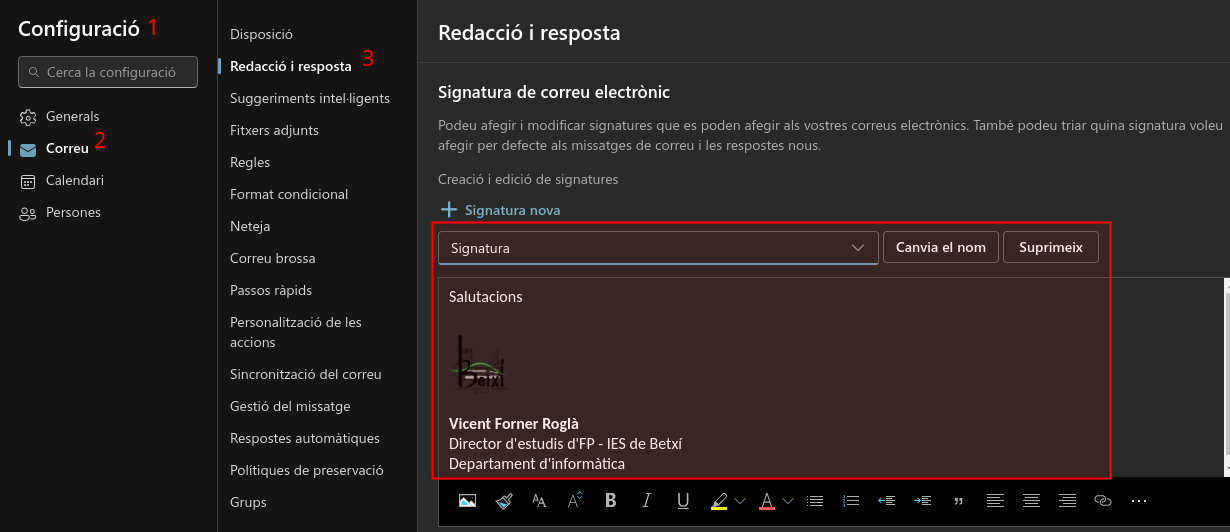 Configuració 1
Cerca la configuració
Generals
Correu 2
Calendari
Persones
Disposició
Redacció i resposta 3
Suggeriments intel·ligents
Fitxers adjunts
Regles
Format condicional
Neteja
Correu brossa
Passos ràpids
Personalització de les
accions
Sincronització del correu
Gestió del missatge
Respostes automàtiques
Polítiques de preservació
Grups
Redacció i resposta
Signatura de correu electrònic
Podeu afegir i modificar signatures que es poden afegir als vostres correus electrònics. També podeu triar quina signatura voleu
afegir per defecte als missatges de correu i les respostes nous.
Creació i edició de signatures
Signatura nova
Signatura
Canvia el nom
Suprimeix
Salutacions
IES
Betxí
Vicent Forner Roglà
Director d'estudis d'FP - IES de Betxí
Departament d'informàtica